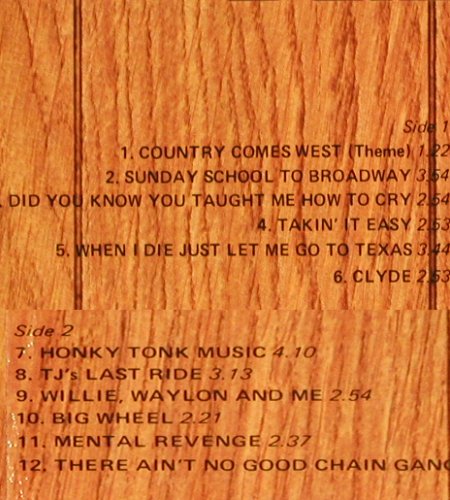 Side 1
1. COUNTRY COMES WEST (Theme) 1.22
2. SUNDAY SCHOOL TO BROADWAY 3.54
. DID YOU KNOW YOU TAUGHT ME HOW TO CRY 2.54
4. TAKIN' IT EASY 2.53
5. WHEN I DIE JUST LET ME GO TO TEXAS 3.44
6. CLYDE 2.53
Side 2
7. HONKY TONK MUSIC 4.10
8. TJ's LAST RIDE 3.13
9. WILLIE, WAYLON AND ME 2.54
10. BIG WHEEL 2.21
11. MENTAL REVENGE 2.37
12. THERE AIN'T NO GOOD CHAIN GANG